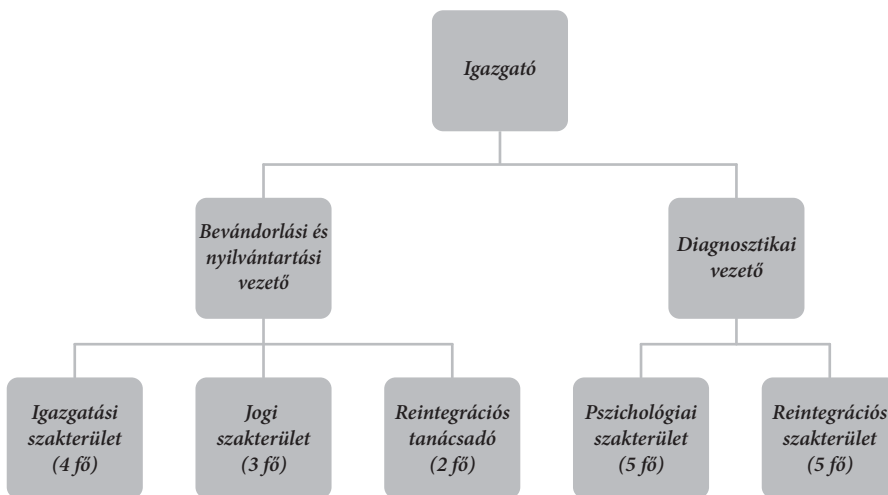 Igazgató
Bevándorlási és
nyilvántartási
vezető
Diagnosztikai
vezető
Igazgatási
szakterület
(4 fő)
Jogi
szakterület
(3 fő)
Reintegrációs
tanácsadó
(2 fő)
Pszichológiai
szakterület
(5 fő)
Reintegrációs
szakterület
(5 fő)